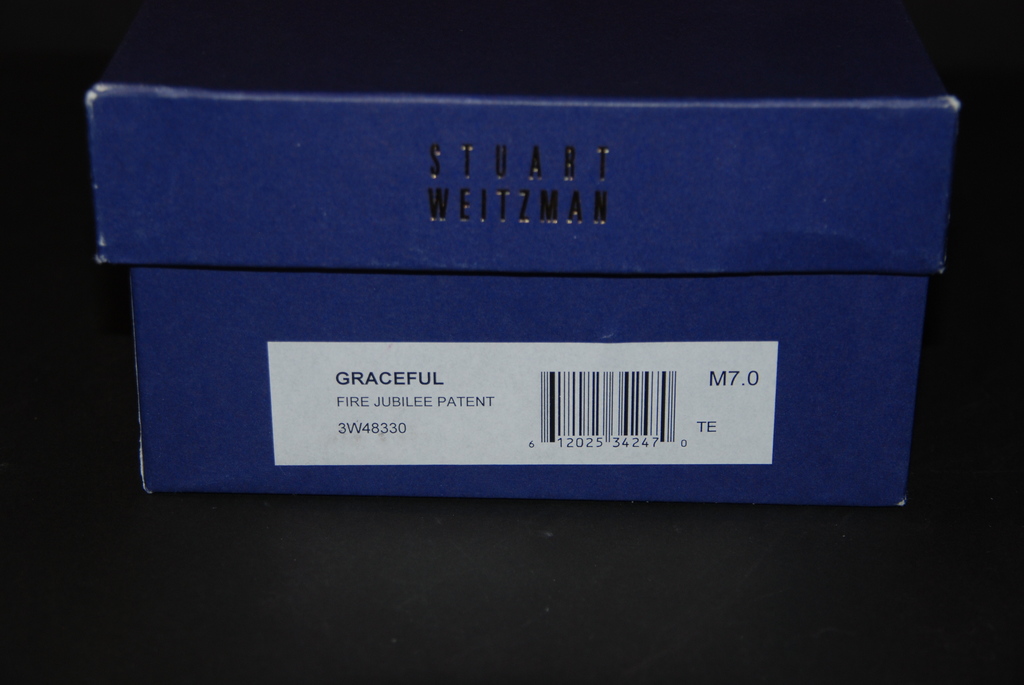 STUART
WEITZMAN
GRACEFUL
FIRE JUBILEE PATENT
3W48330
6 12025 34247 0
M7.0
TE